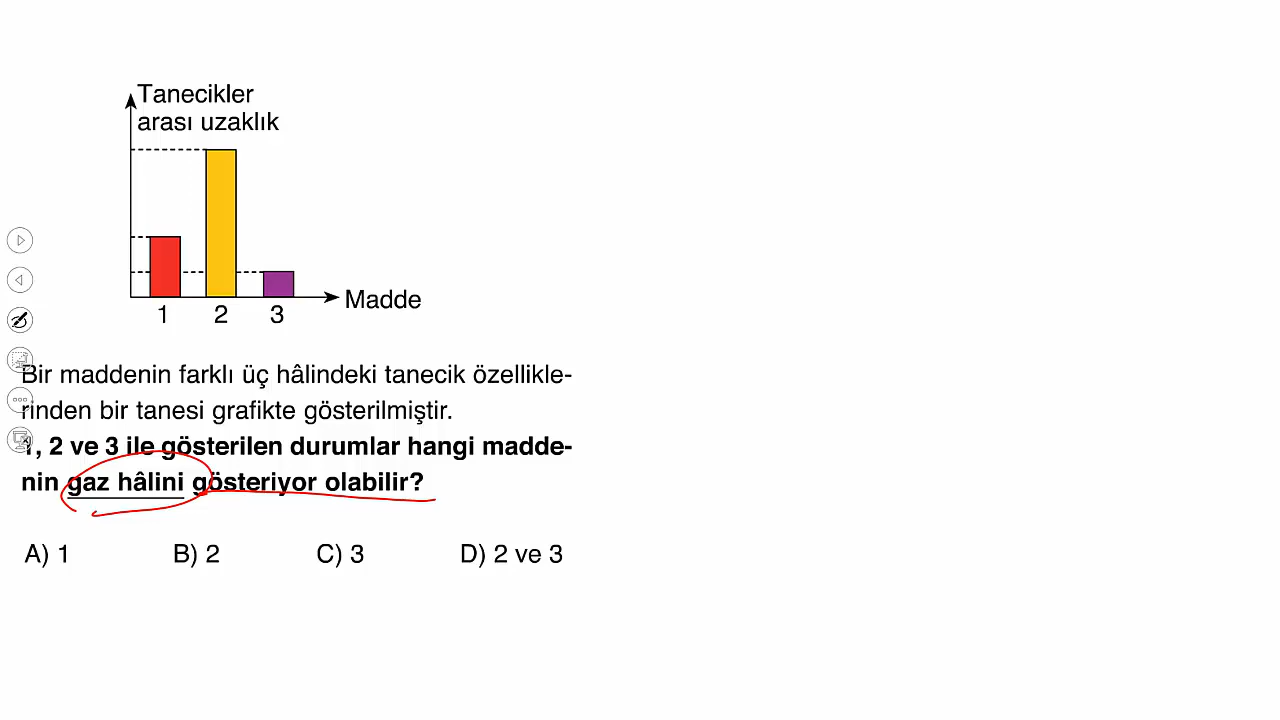 Tanecikler
arası uzaklık
Madde
1 2 3
Bir maddenin farklı üç hâlindeki tanecik özellikle-
rinden bir tanesi grafikte gösterilmiştir.
1, 2 ve 3 ile gösterilen durumlar hangi madde-
nin gaz hâlini gösteriyor olabilir?
A) 1 B) 2 C) 3 D) 2 ve 3